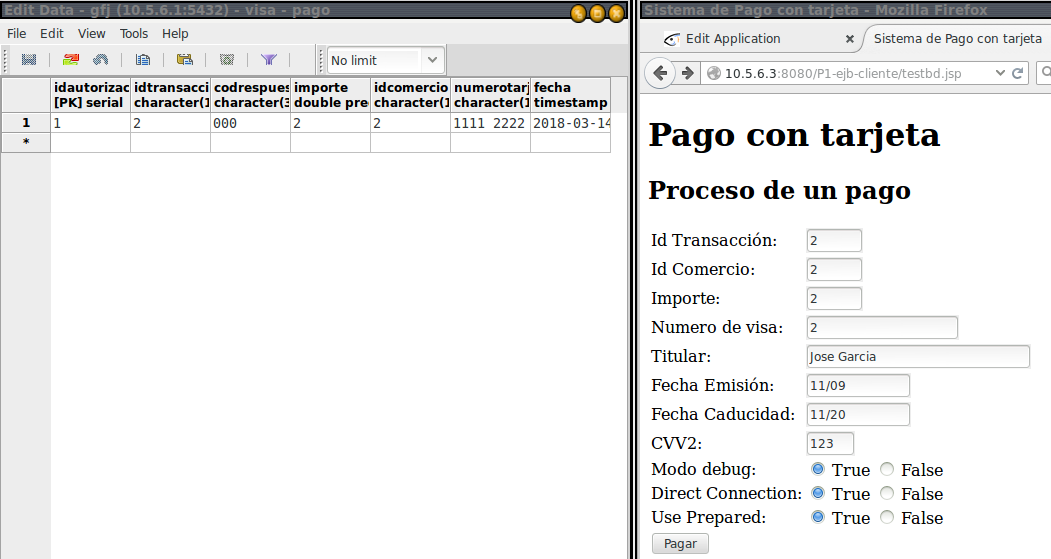 Edit Data - gfj (10.5.6.1:5432) - visa - pago
File Edit View Tools Help
No limit
idautorizac idtransacci codrespues importe idcomercio numerotarj fecha
[PK] serial character(1 character(3 double prec character(1 character(1 timestamp
1 1 2 000 2 2 1111 2222 2018-03-14
*
Sistema de Pago con tarjeta - Mozilla Firefox
Edit Application × Sistema de Pago con tarjeta
10.5.6.3:8080/P1-ejb-cliente/testbd.jsp
Pago con tarjeta
Proceso de un pago
Id Transacción: 2
Id Comercio: 2
Importe: 2
Numero de visa: 2
Titular: Jose Garcia
Fecha Emisión: 11/09
Fecha Caducidad: 11/20
CVV2: 123
Modo debug: True False
Direct Connection: True False
Use Prepared: True False
Pagar